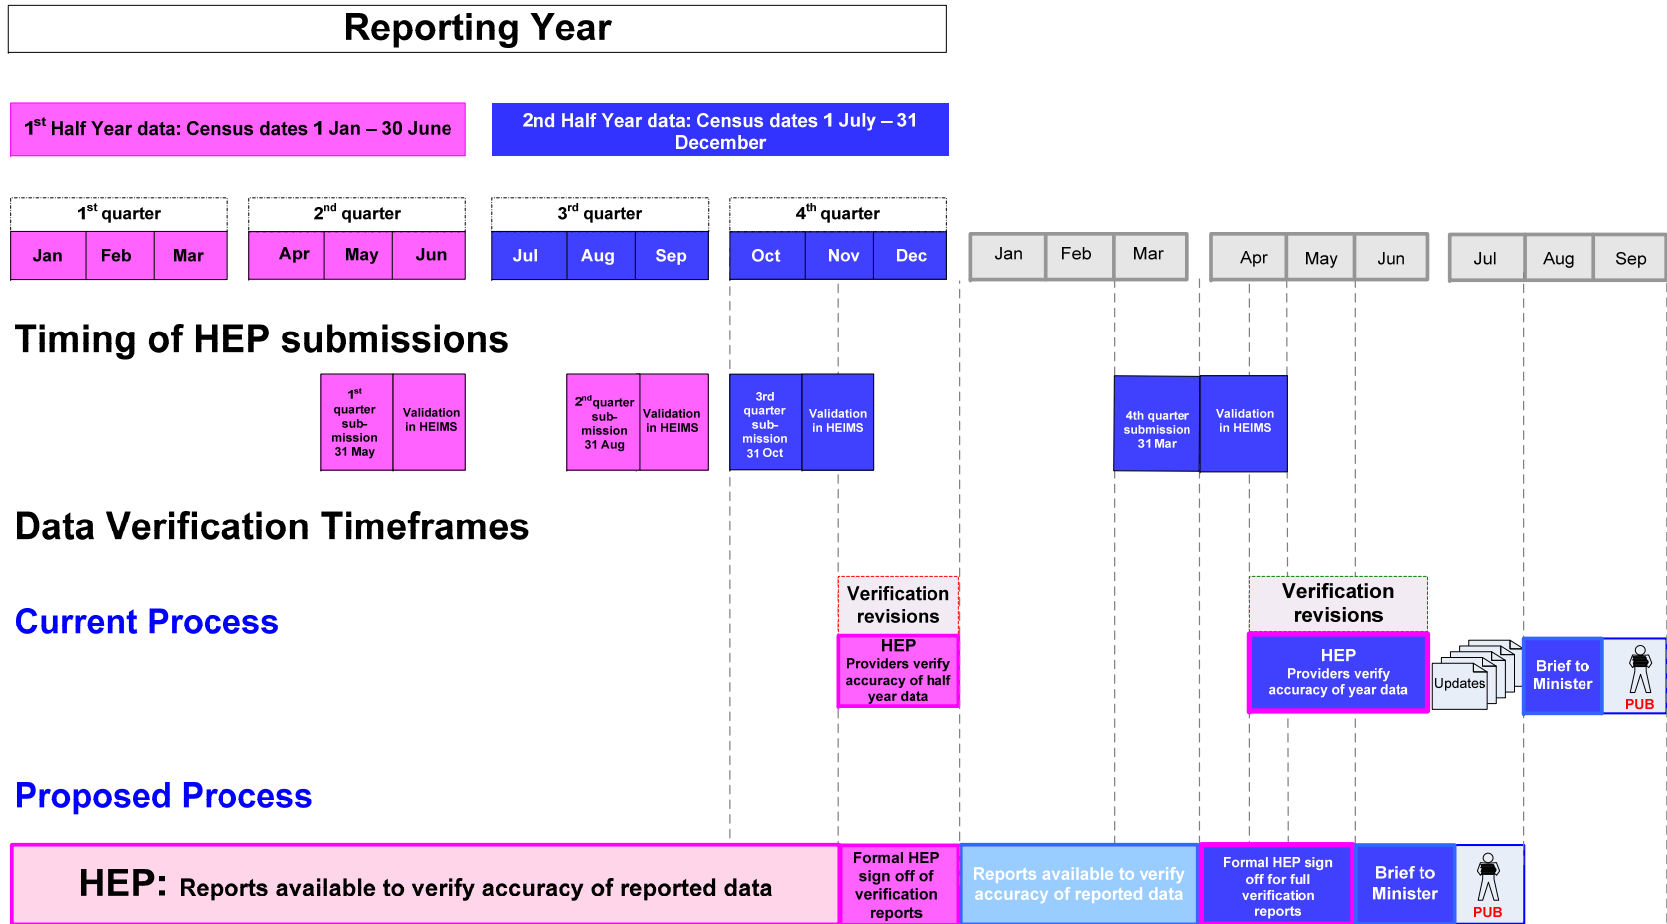 Reporting Year
1st Half Year data: Census dates 1 Jan – 30 June
2nd Half Year data: Census dates 1 July – 31
December
1st quarter
2nd quarter
3rd quarter
4th quarter
Jan Feb Mar
Apr May Jun
Jul Aug Sep
Oct Nov Dec
Jan Feb Mar
Apr May Jun
Jul Aug Sep
Timing of HEP submissions
1st
quarter
sub-
mission
31 May
Validation
in HEIMS
2nd quarter
sub-
mission
31 Aug
Validation
in HEIMS
3rd
quarter
sub-
mission
31 Oct
Validation
in HEIMS
4th quarter
submission
31 Mar
Validation
in HEIMS
Data Verification Timeframes
Current Process
Verification
revisions
HEP
Providers verify
accuracy of half
year data
Verification
revisions
HEP
Providers verify
accuracy of year data
Updates
Brief to
Minister
PUB
Proposed Process
HEP: Reports available to verify accuracy of reported data
Formal HEP
sign off of
verification
reports
Reports available to verify
accuracy of reported data
Formal HEP sign
off for full
verification
reports
Brief to
Minister
PUB